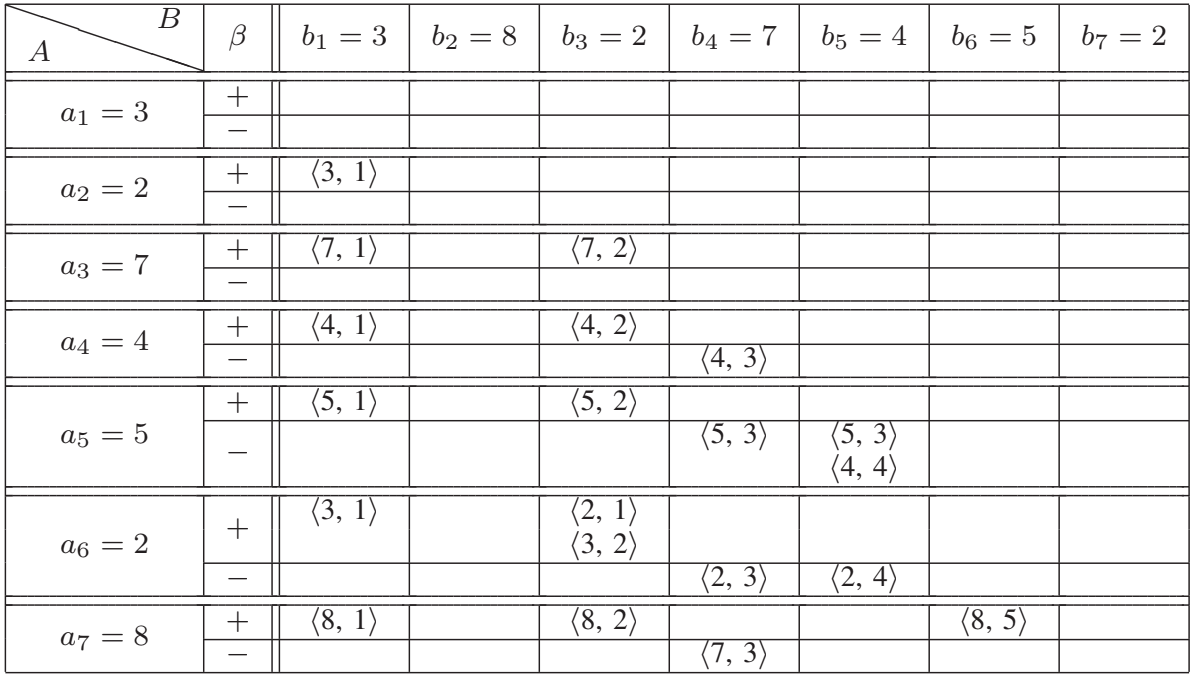 B
A β b₁ = 3 b₂ = 8 b₃ = 2 b₄ = 7 b₅ = 4 b₆ = 5 b₇ = 2
a₁ = 3 +
−
a₂ = 2 + ⟨3, 1⟩
−
a₃ = 7 + ⟨7, 1⟩ ⟨7, 2⟩
−
a₄ = 4 + ⟨4, 1⟩ ⟨4, 2⟩
− ⟨4, 3⟩
a₅ = 5 + ⟨5, 1⟩ ⟨5, 2⟩
− ⟨5, 3⟩ ⟨5, 3⟩
⟨4, 4⟩
a₆ = 2 + ⟨3, 1⟩ ⟨2, 1⟩
⟨3, 2⟩
− ⟨2, 3⟩ ⟨2, 4⟩
a₇ = 8 + ⟨8, 1⟩ ⟨8, 2⟩ ⟨8, 5⟩
− ⟨7, 3⟩